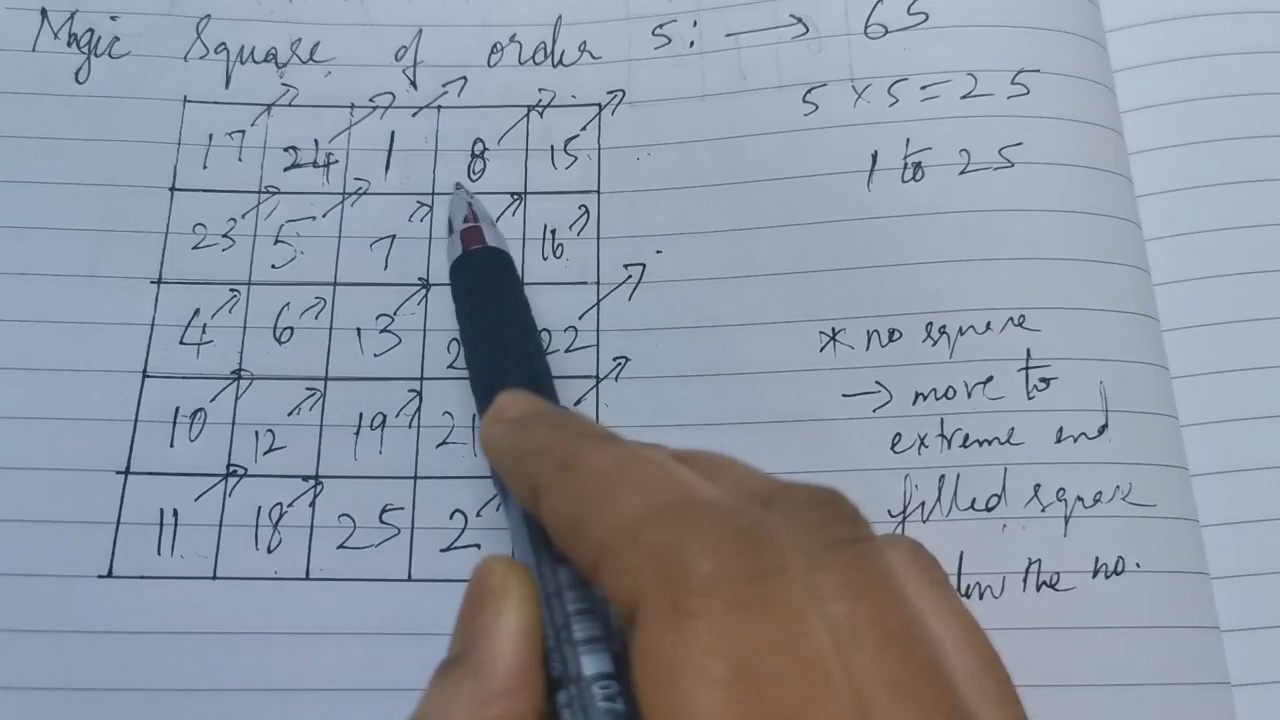 Magic Square of order 5: → 65
5 × 5 = 25
1 to 25
17 24 1 8 15
23 5 7 16
4 6 13 2 22
10 12 19 21
11 18 25 2
* no square
→ move to
extreme end
filled square
the no.